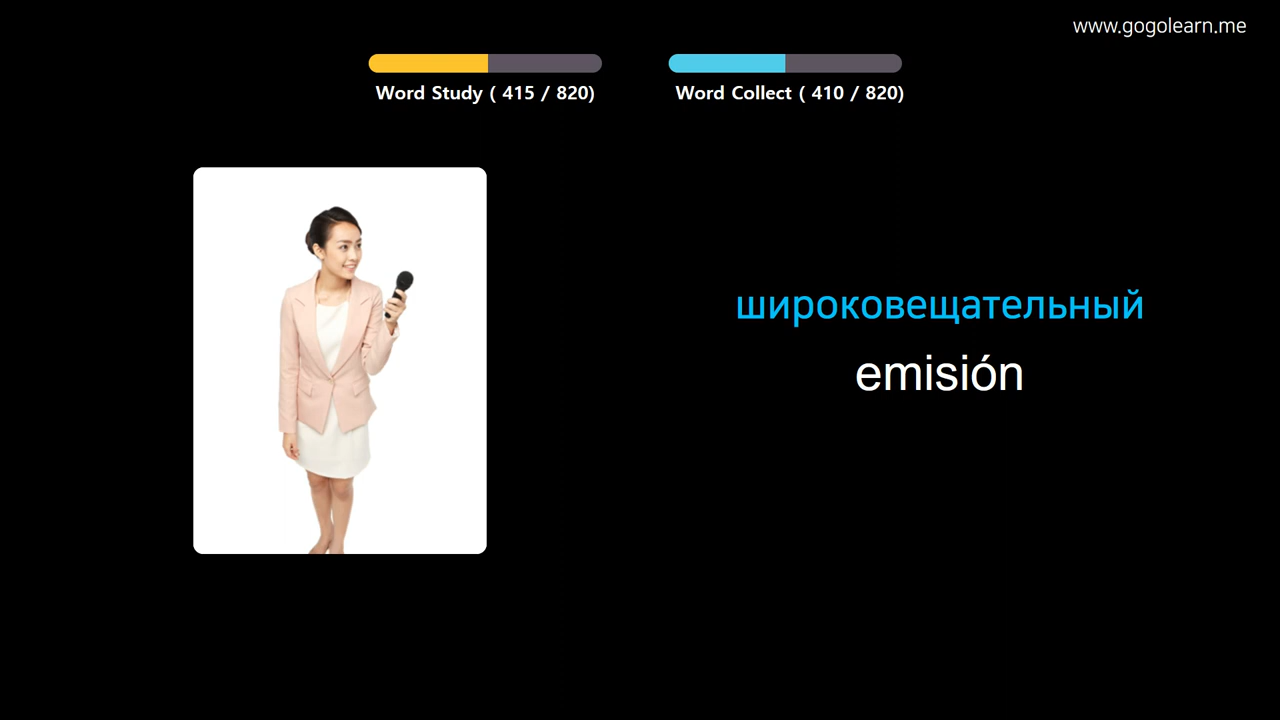 www.gogolearn.me
Word Study ( 415 / 820)
Word Collect ( 410 / 820)
широковещательный
emisión